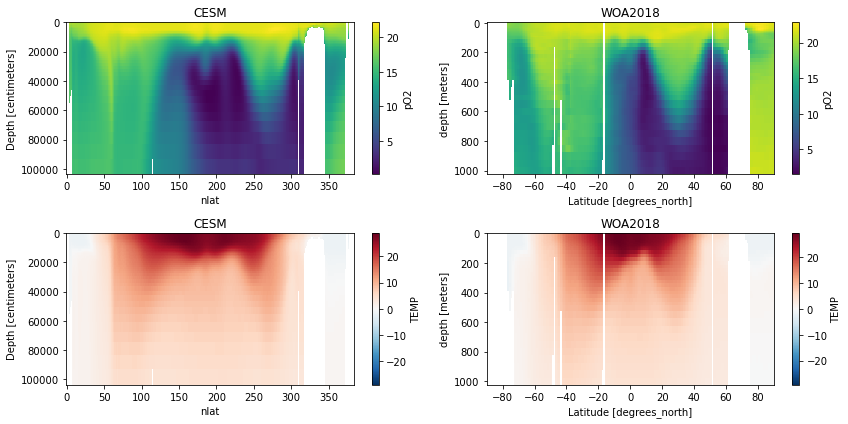 CESM
0
20000
40000
60000
80000
100000
Depth [centimeters]
0 50 100 150 200 250 300 350
nlat
20
15
10
5
pO2
WOA2018
0
200
400
600
800
1000
depth [meters]
−80 −60 −40 −20 0 20 40 60 80
Latitude [degrees_north]
20
15
10
5
pO2
CESM
0
20000
40000
60000
80000
100000
Depth [centimeters]
0 50 100 150 200 250 300 350
nlat
20
10
0
−10
−20
TEMP
WOA2018
0
200
400
600
800
1000
depth [meters]
−80 −60 −40 −20 0 20 40 60 80
Latitude [degrees_north]
20
10
0
−10
−20
TEMP